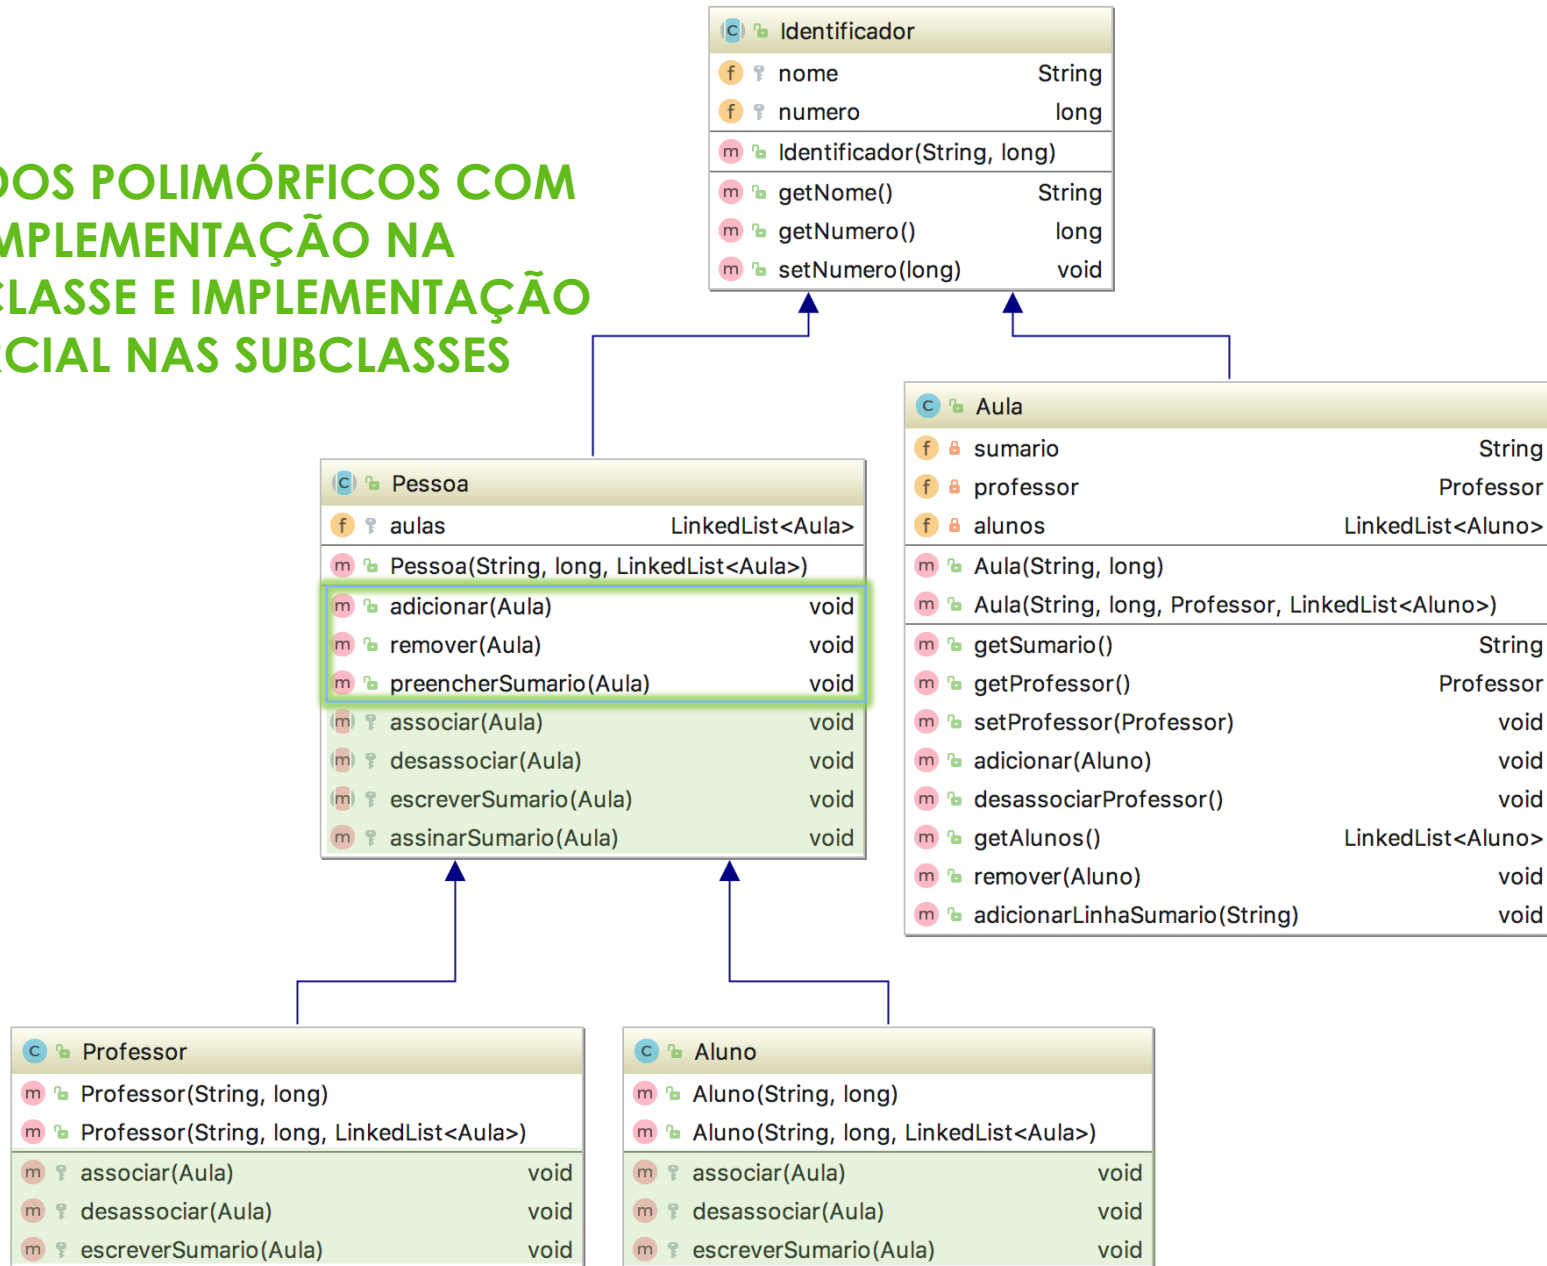 Identificador
nome String
numero long
Identificador(String, long)
getNome() String
getNumero() long
setNumero(long) void
DOS POLIMÓRFICOS COM
MPLEMENTAÇÃO NA
CLASSE E IMPLEMENTAÇÃO
RCIAL NAS SUBCLASSES
Pessoa
aulas LinkedList<Aula>
Pessoa(String, long, LinkedList<Aula>)
adicionar(Aula) void
remover(Aula) void
preencherSumario(Aula) void
associar(Aula) void
desassociar(Aula) void
escreverSumario(Aula) void
assinarSumario(Aula) void
Aula
sumario String
professor Professor
alunos LinkedList<Aluno>
Aula(String, long)
Aula(String, long, Professor, LinkedList<Aluno>)
getSumario() String
getProfessor() Professor
setProfessor(Professor) void
adicionar(Aluno) void
desassociarProfessor() void
getAlunos() LinkedList<Aluno>
remover(Aluno) void
adicionarLinhaSumario(String) void
Professor
Professor(String, long)
Professor(String, long, LinkedList<Aula>)
associar(Aula) void
desassociar(Aula) void
escreverSumario(Aula) void
Aluno
Aluno(String, long)
Aluno(String, long, LinkedList<Aula>)
associar(Aula) void
desassociar(Aula) void
escreverSumario(Aula) void